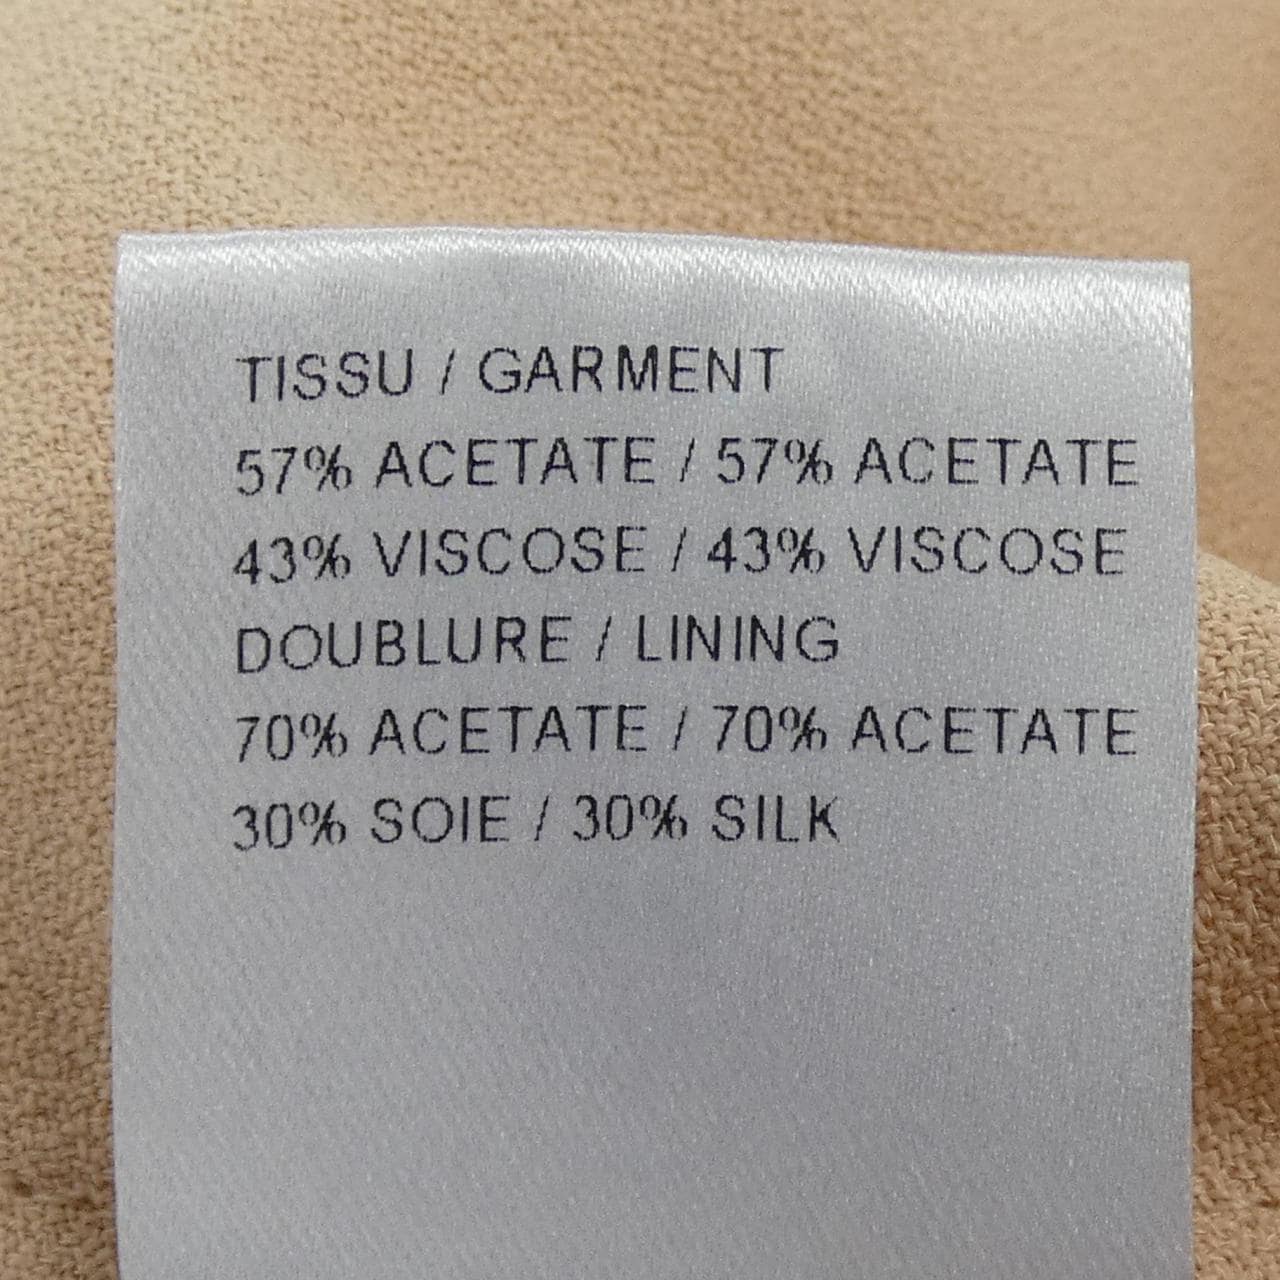 TISSU / GARMENT
57% ACETATE / 57% ACETATE
43% VISCOSE / 43% VISCOSE
DOUBLURE / LINING
70% ACETATE / 70% ACETATE
30% SOIE / 30% SILK